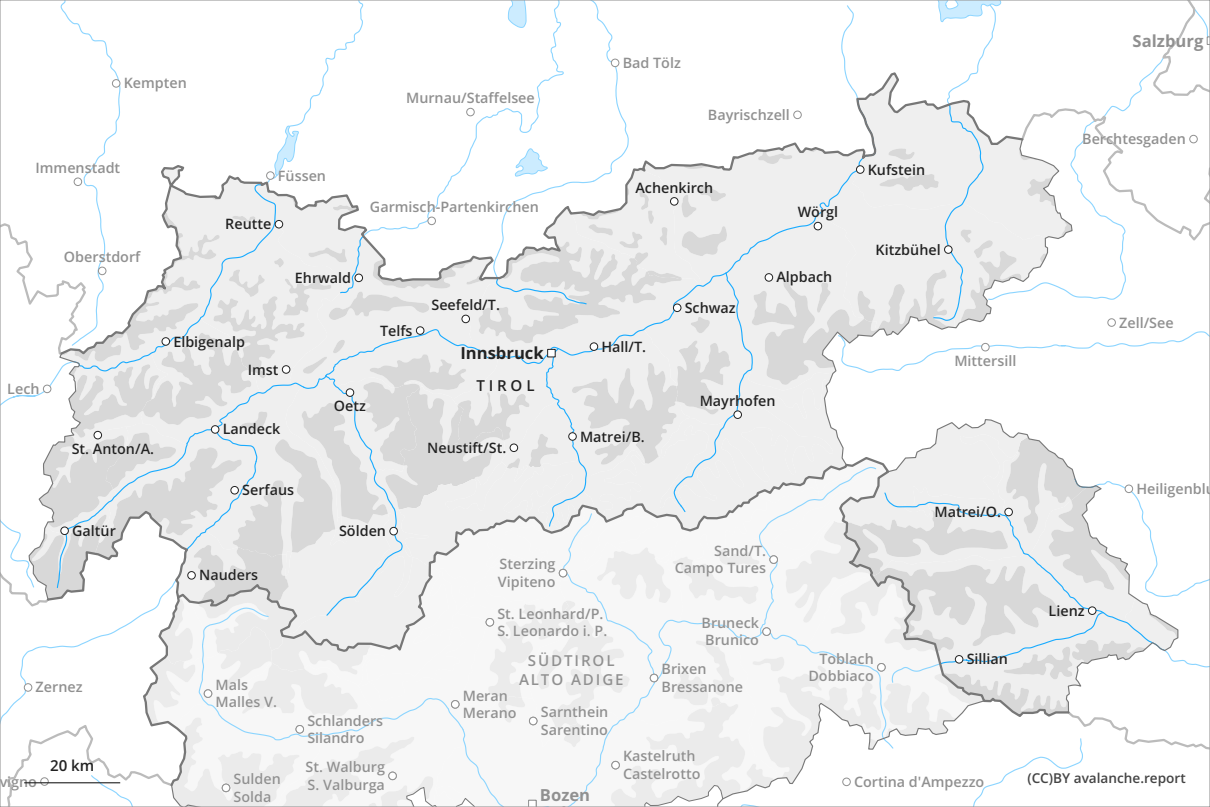 Salzburg
Bad Tölz
Kempten
Murnau/Staffelsee
Bayrischzell
Berchtesgaden
Immenstadt
Füssen
Kufstein
Achenkirch
Garmisch-Partenkirchen
Wörgl
Reutte
Kitzbühel
Oberstdorf
Ehrwald
Alpbach
Seefeld/T.
Schwaz
Telfs
Zell/See
Elbigenalp
Innsbruck
Hall/T.
Mittersill
Imst
TIROL
Lech
Oetz
Mayrhofen
Landeck
Matrei/B.
St. Anton/A.
Neustift/St.
Serfaus
Heiligenblu
Matrei/O.
Galtür
Sölden
Sand/T.
Campo Tures
Sterzing
Vipiteno
Nauders
St. Leonhard/P.
S. Leonardo i. P.
Lienz
Bruneck
Brunico
SÜDTIROL
ALTO ADIGE
Toblach
Dobbiaco
Sillian
Brixen
Bressanone
Zernez
Mals
Malles V.
Meran
Merano
Sarnthein
Sarentino
Schlanders
Silandro
Kastelruth
Castelrotto
St. Walburg
S. Valburga
20 km
vigno
Sulden
Solda
Cortina d'Ampezzo
(CC)BY avalanche.report
Bozen